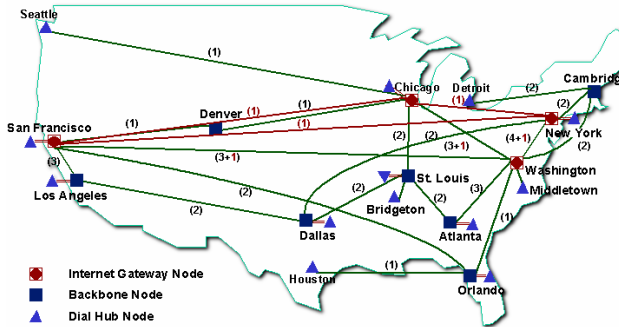 Seattle
(1)
Chicago
Detroit
Cambridg
(1)
(2)
Denver
(1)
(1)
(1)
(2)
San Francisco
(1)
(2)
(2)
(4+1)
New York
(3+1)
(3+1)
(2)
(3)
Washington
Los Angeles
St Louis
Middletown
(2)
(2)
(2)
Bridgeton
(2)
(3)
(1)
Dallas
Atlanta
Houston
(1)
Orlando
Internet Gateway Node
Backbone Node
Dial Hub Node